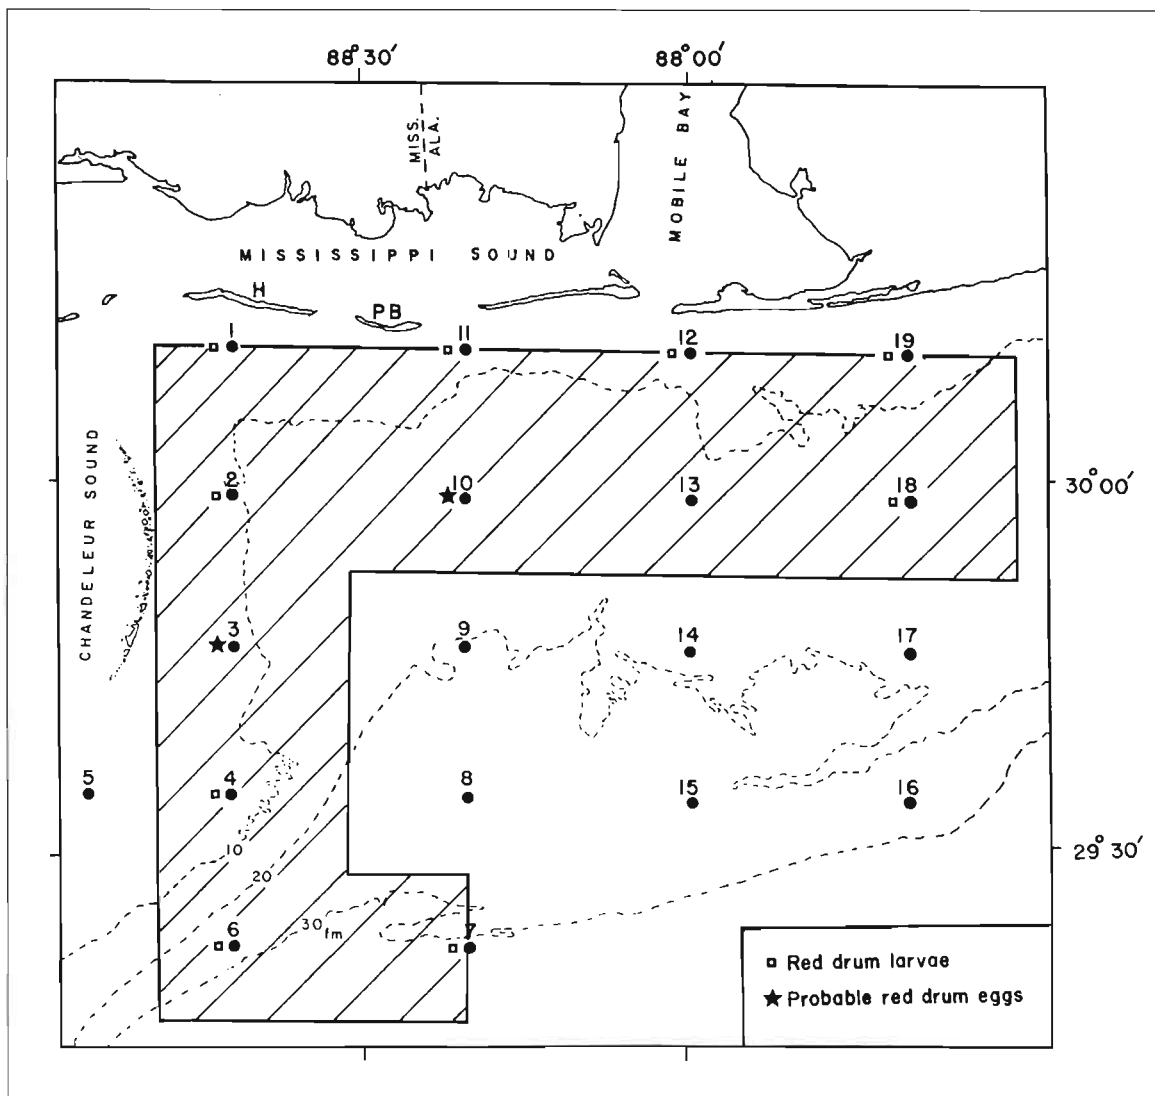 88°30′
88°00′
MISS.
ALA.
MOBILE BAY
MISSISSIPPI SOUND
H
PB
1
11
12
19
CHANDELEUR SOUND
2
10
13
18
30°00′
3
9
14
17
5
4
8
15
16
10
20
29°30′
30 fm
6
7
Red drum larvae
Probable red drum eggs